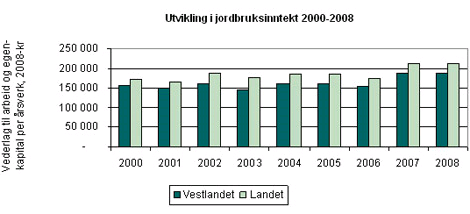 Utvikling i jordbruksinntekt 2000-2008
Vederlag til arbeid og egen-
kapital per årsverk, 2008-kr
250 000
200 000
150 000
100 000
50 000
-
2000 2001 2002 2003 2004 2005 2006 2007 2008
Vestlandet Landet